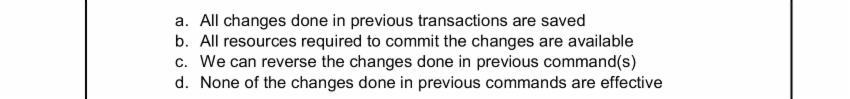 a. All changes done in previous transactions are saved
b. All resources required to commit the changes are available
c. We can reverse the changes done in previous command(s)
d. None of the changes done in previous commands are effective